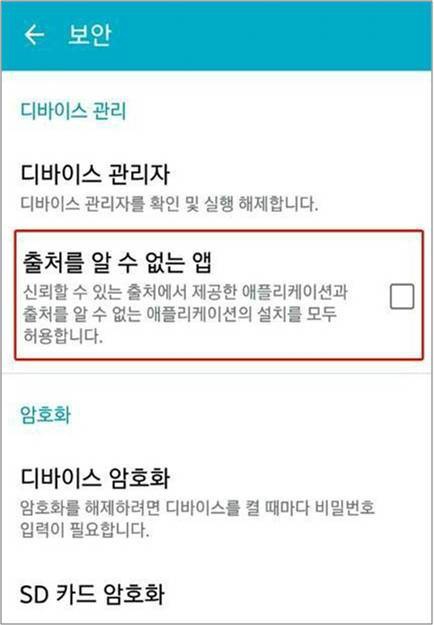 보안
디바이스 관리
디바이스 관리자
디바이스 관리자를 확인 및 실행 해제합니다.
출처를 알 수 없는 앱
신뢰할 수 있는 출처에서 제공한 애플리케이션과
출처를 알 수 없는 애플리케이션의 설치를 모두
허용합니다.
암호화
디바이스 암호화
암호화를 해제하려면 디바이스를 켤 때마다 비밀번호
입력이 필요합니다.
SD 카드 암호화